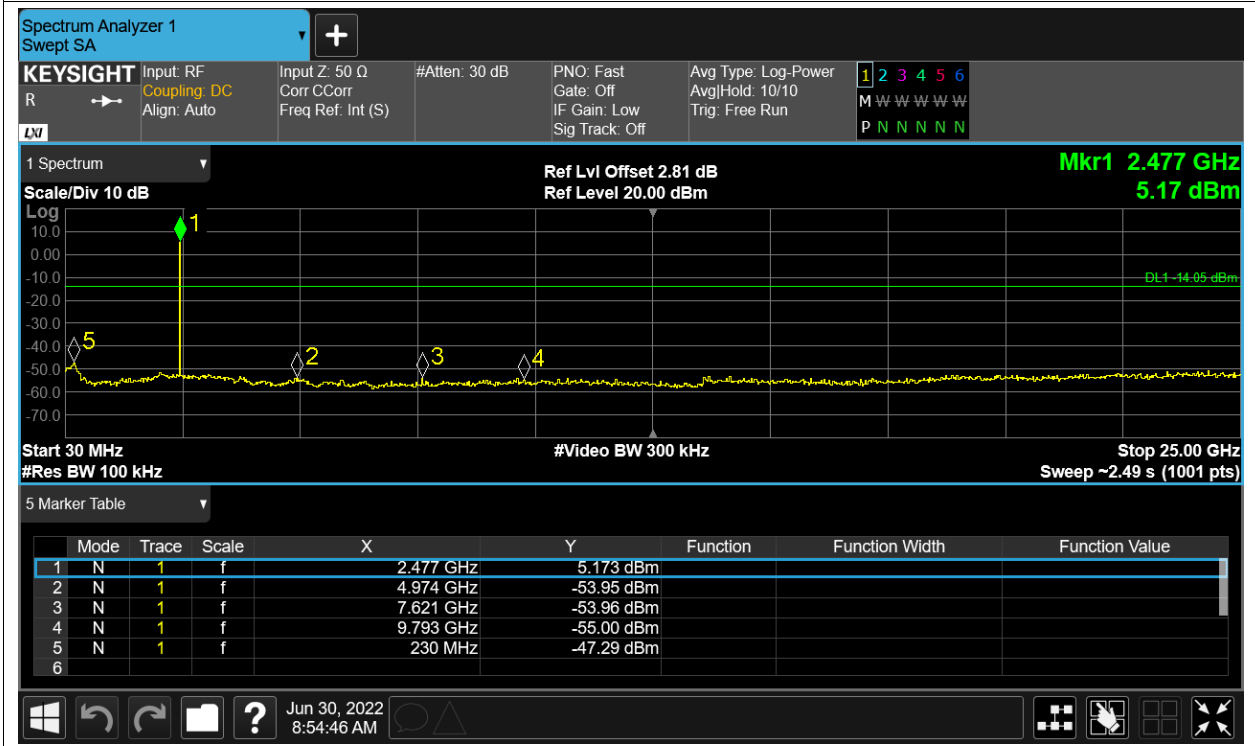 Spectrum Analyzer 1
Swept SA
+
KEYSIGHT Input: RF Input Z: 50 Ω #Atten: 30 dB PNO: Fast Avg Type: Log-Power 1 2 3 4 5 6
R Coupling: DC Corr CCorr Gate: Off Avg|Hold: 10/10 M W W W W W
Align: Auto Freq Ref: Int (S) IF Gain: Low Trig: Free Run
LXI Sig Track: Off P N N N N N
1 Spectrum Ref Lvl Offset 2.81 dB Mkr1 2.477 GHz
Scale/Div 10 dB Ref Level 20.00 dBm 5.17 dBm
Log
1
10.0
0.00
-10.0 DL1 -14.05 dBm
-20.0
-30.0
-40.0 5 2 3 4
-50.0
-60.0
-70.0
Start 30 MHz #Video BW 300 kHz Stop 25.00 GHz
#Res BW 100 kHz Sweep ~2.49 s (1001 pts)
5 Marker Table
Mode Trace Scale X Y Function Function Width Function Value
1 N 1 f 2.477 GHz 5.173 dBm
2 N 1 f 4.974 GHz -53.95 dBm
3 N 1 f 7.621 GHz -53.96 dBm
4 N 1 f 9.793 GHz -55.00 dBm
5 N 1 f 230 MHz -47.29 dBm
6
? Jun 30, 2022
8:54:46 AM